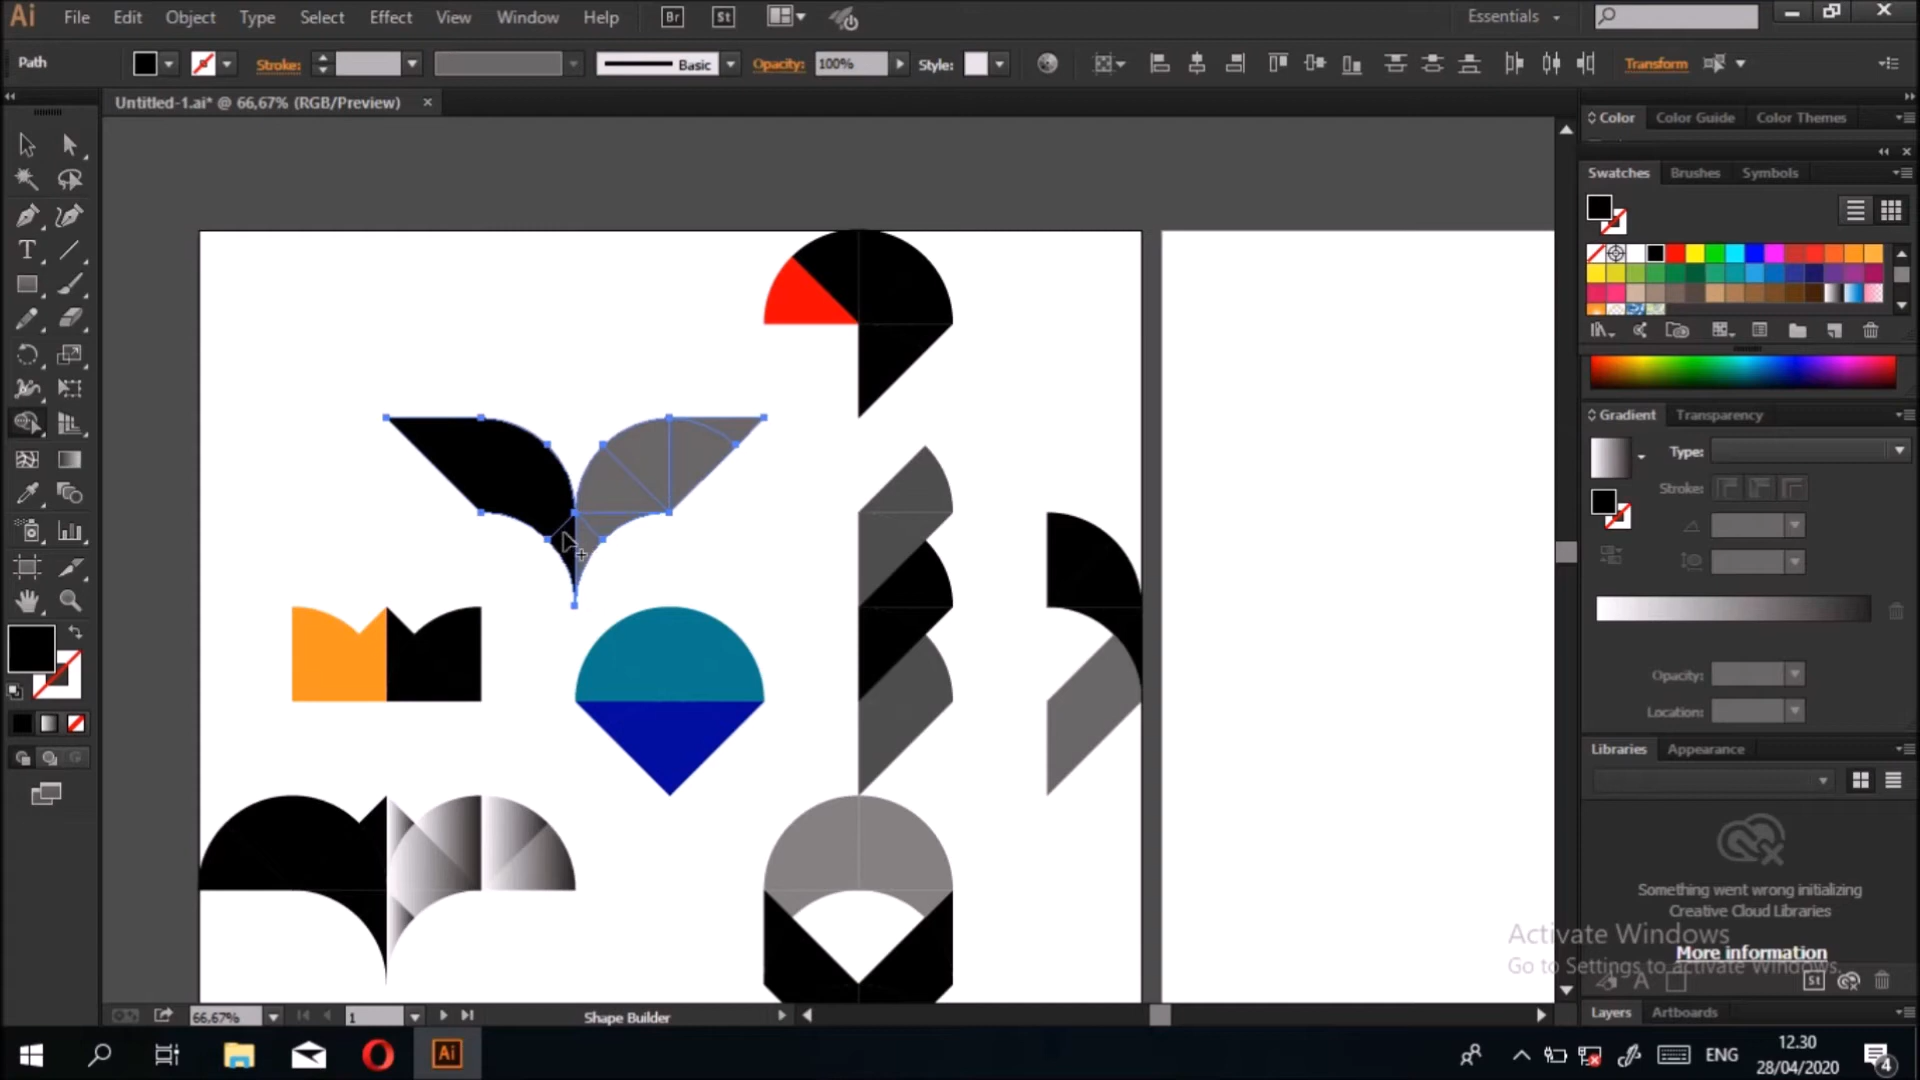 Ai File Edit Object Type Select Effect View Window Help Br St Essentials
Path Stroke: Basic Opacity: 100% Style: Transform
Untitled-1.ai* @ 66,67% (RGB/Preview) ×
Color Color Guide Color Themes
Swatches Brushes Symbols
Gradient Transparency
Type:
Stroke:
Opacity:
Location:
Libraries Appearance
Something went wrong initializing
Creative Cloud Libraries
Activate Windows
More information
Go to Settings to activate Windows.
St
Layers Artboards
66,67% 1 Shape Builder
T
Ai ENG 12.30
28/04/2020 4